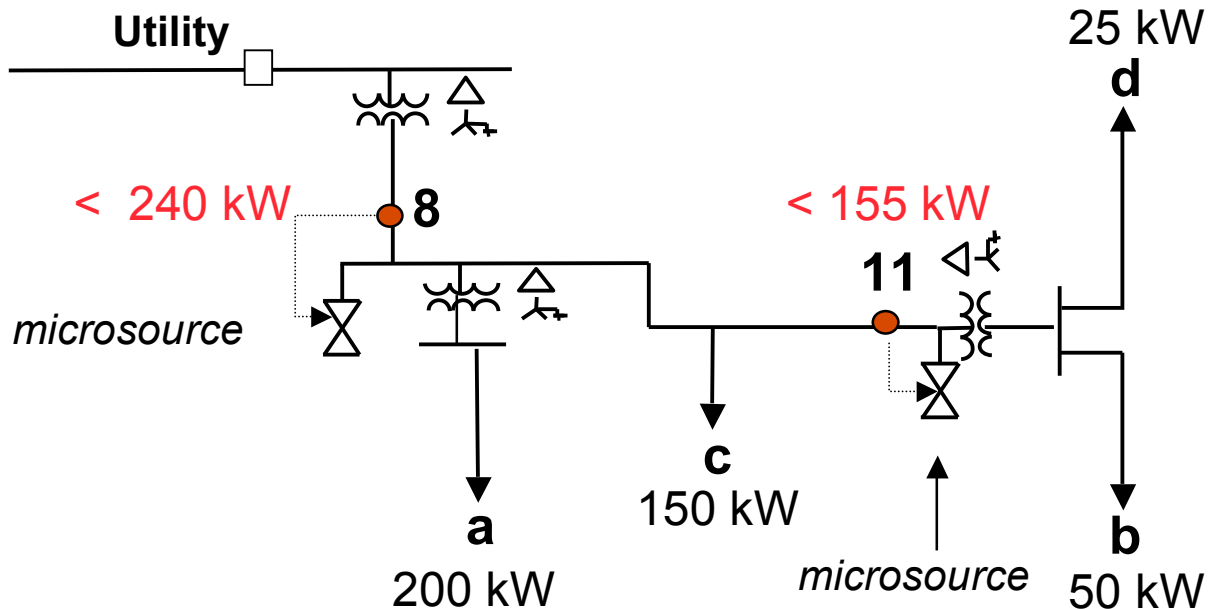 Utility
25 kW
d
< 240 kW
8
< 155 kW
11
microsource
c
150 kW
a
200 kW
microsource
b
50 kW